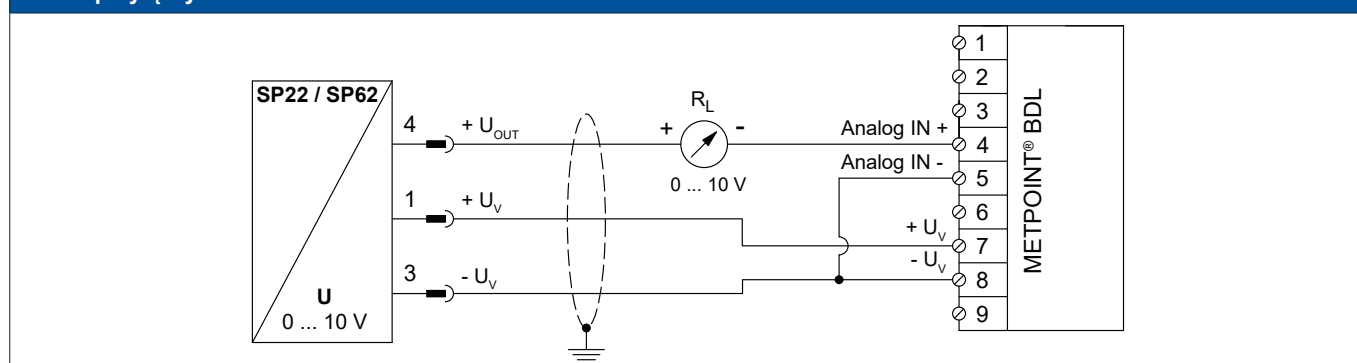 SP22 / SP62
U
0 ... 10 V
4
+ U_OUT
1
+ U_V
3
- U_V
R_L
+
-
0 ... 10 V
Analog IN +
Analog IN -
+ U_V
- U_V
1
2
3
4
5
6
7
8
9
METPOINT® BDL